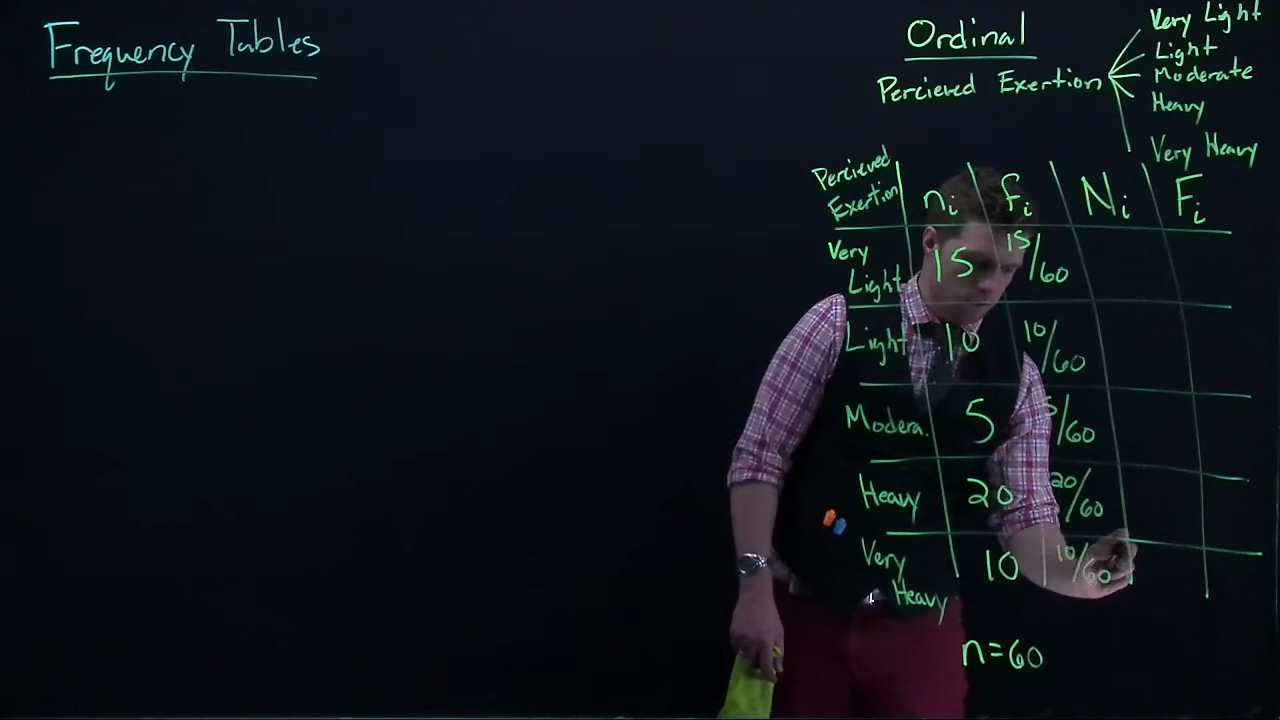 Frequency Tables
Ordinal
Percieved Exertion
Very Light
Light
Moderate
Heavy
Very Heavy
Percieved
Exertion
ni fi Ni Fi
Very
Light
15 15/60
Light 10 10/60
Modera. 5 5/60
Heavy 20 20/60
Very
Heavy
10 10/60
n=60